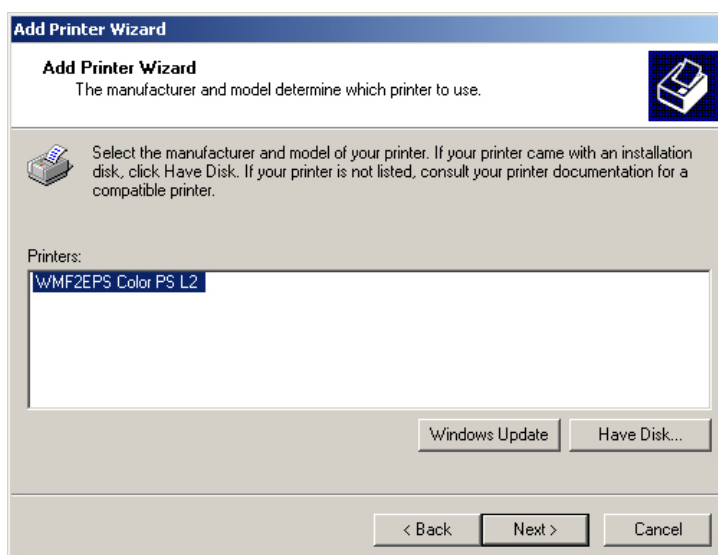 Add Printer Wizard
Add Printer Wizard
The manufacturer and model determine which printer to use.
Select the manufacturer and model of your printer. If your printer came with an installation
disk, click Have Disk. If your printer is not listed, consult your printer documentation for a
compatible printer.
Printers:
WMF2EPS Color PS L2
Windows Update
Have Disk...
< Back
Next >
Cancel